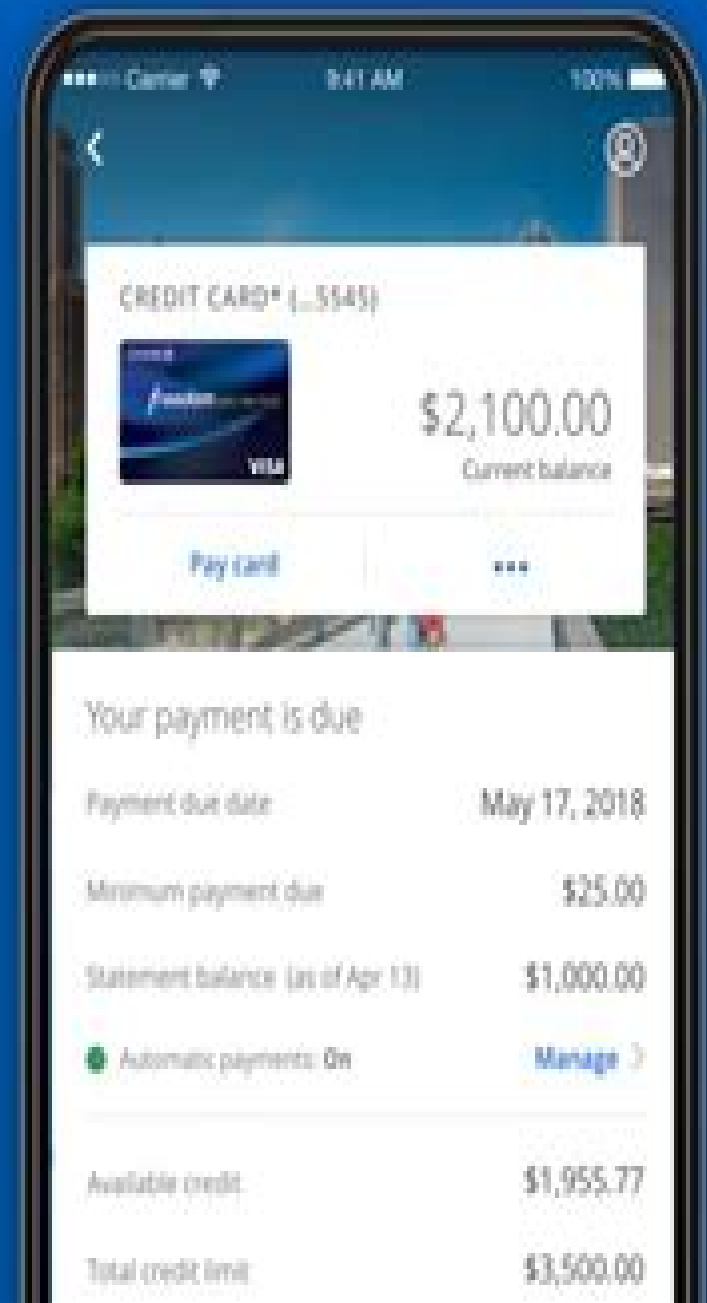 Carrier 9:41 AM 100%
CREDIT CARD* (...5545)
freedom
VISA
$2,100.00
Current balance
Pay card
Your payment is due
Payment due date May 17, 2018
Minimum payment due $25.00
Statement balance (as of Apr 13) $1,000.00
Automatic payments: On Manage >
Available credit $1,955.77
Total credit limit $3,500.00